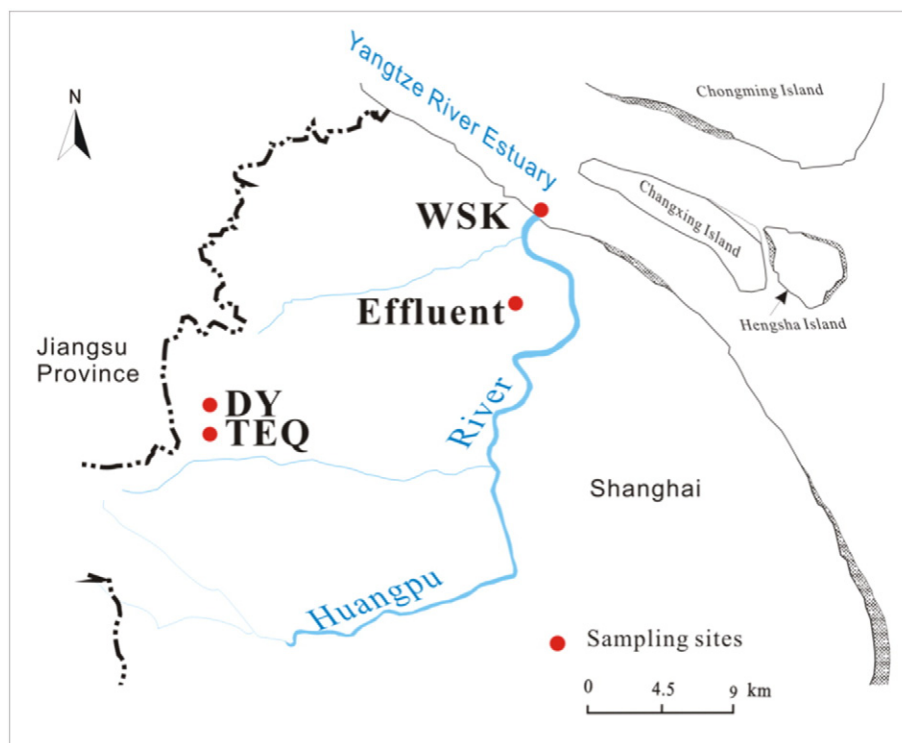 Yangtze River Estuary
Chongming Island
N
Changxing Island
WSK
Effluent
Hengsha Island
Jiangsu
Province
DY
TEQ
River
Shanghai
Huangpu
Sampling sites
0 4.5 9 km